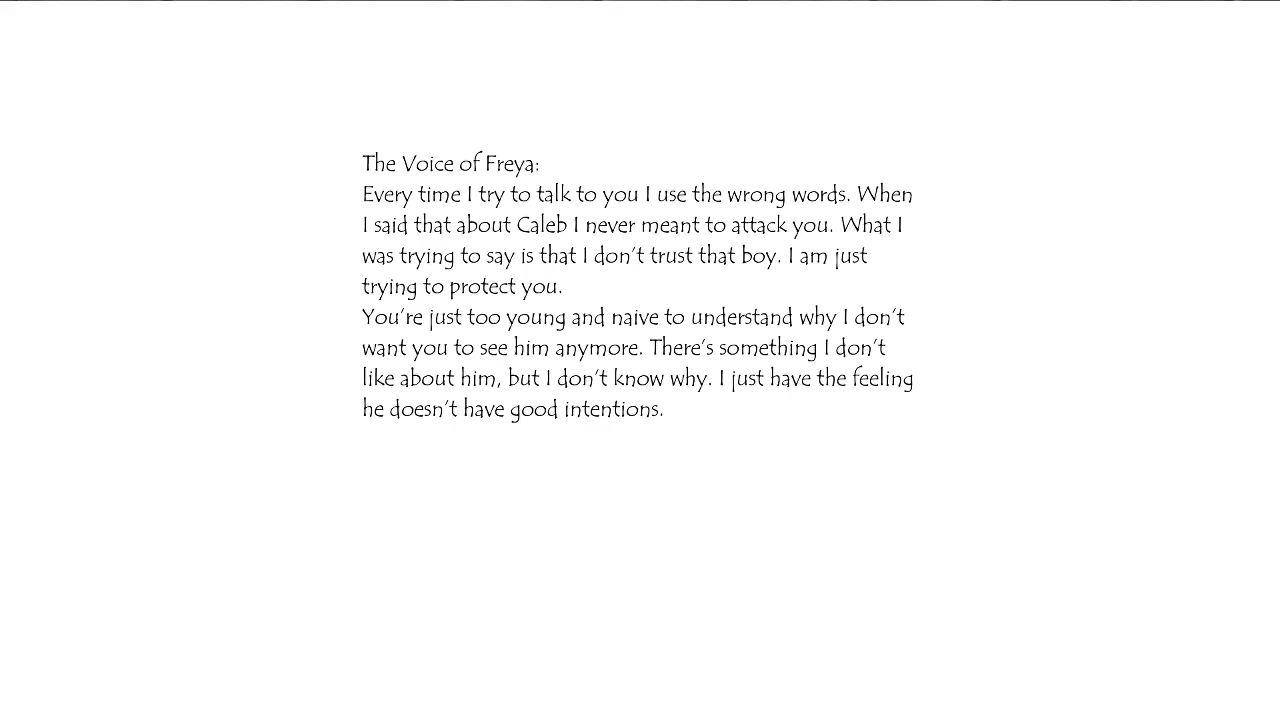 The Voice of Freya:
Every time I try to talk to you I use the wrong words. When
I said that about Caleb I never meant to attack you. What I
was trying to say is that I don't trust that boy. I am just
trying to protect you.
You're just too young and naive to understand why I don't
want you to see him anymore. There's something I don't
like about him, but I don't know why. I just have the feeling
he doesn't have good intentions.